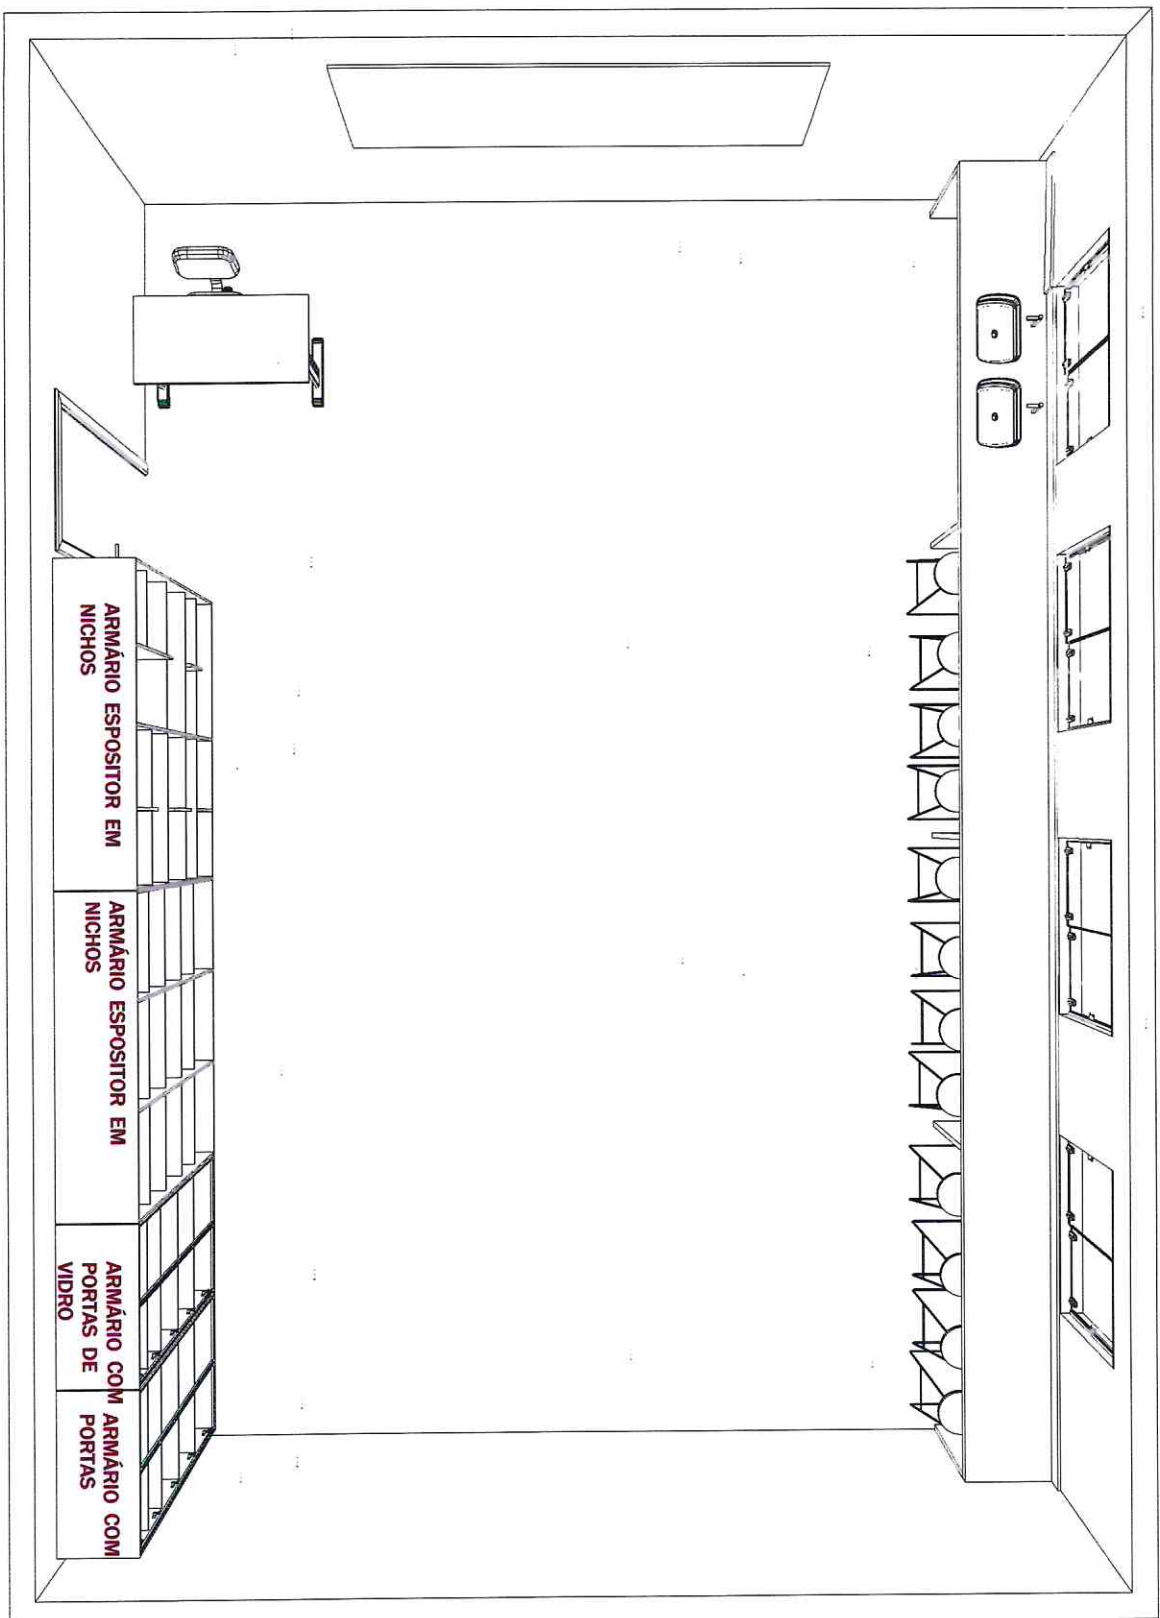 ARMÁRIO ESPOSITOR EM
NICHOS
ARMÁRIO ESPOSITOR EM
NICHOS
ARMÁRIO COM
PORTAS DE
VIDRO
ARMÁRIO COM
PORTAS